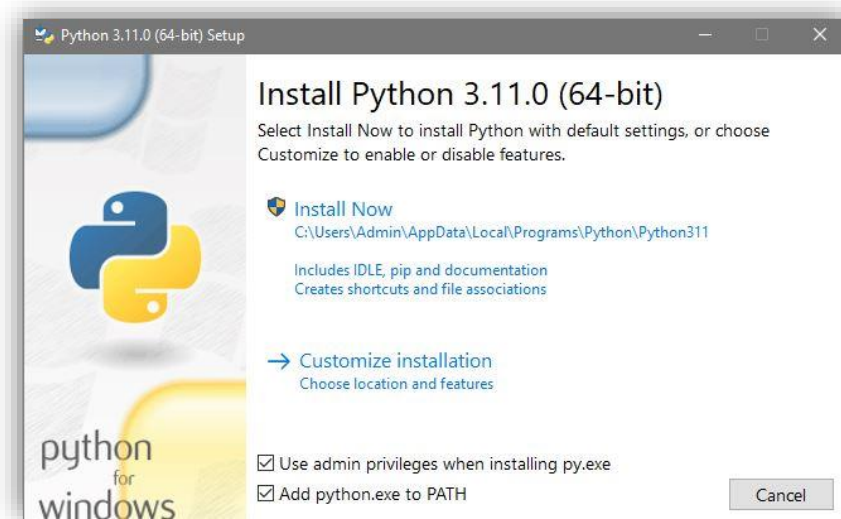 Python 3.11.0 (64-bit) Setup
Install Python 3.11.0 (64-bit)
Select Install Now to install Python with default settings, or choose
Customize to enable or disable features.
Install Now
C:\Users\Admin\AppData\Local\Programs\Python\Python311
Includes IDLE, pip and documentation
Creates shortcuts and file associations
Customize installation
Choose location and features
python
for
windows
Use admin privileges when installing py.exe
Add python.exe to PATH
Cancel